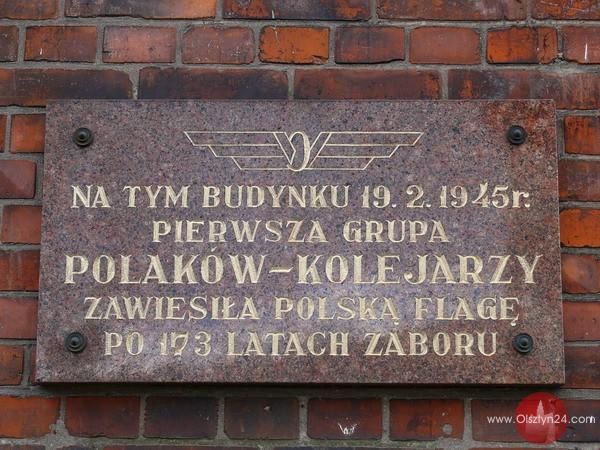 NA TYM BUDYNKU 19. 2. 1945r.
PIERWSZA GRUPA
POLAKÓW-KOLEJARZY
ZAWIESIŁA POLSKĄ FLAGĘ
PO 173 LATACH ZABORU
www.Olsztyn24.com